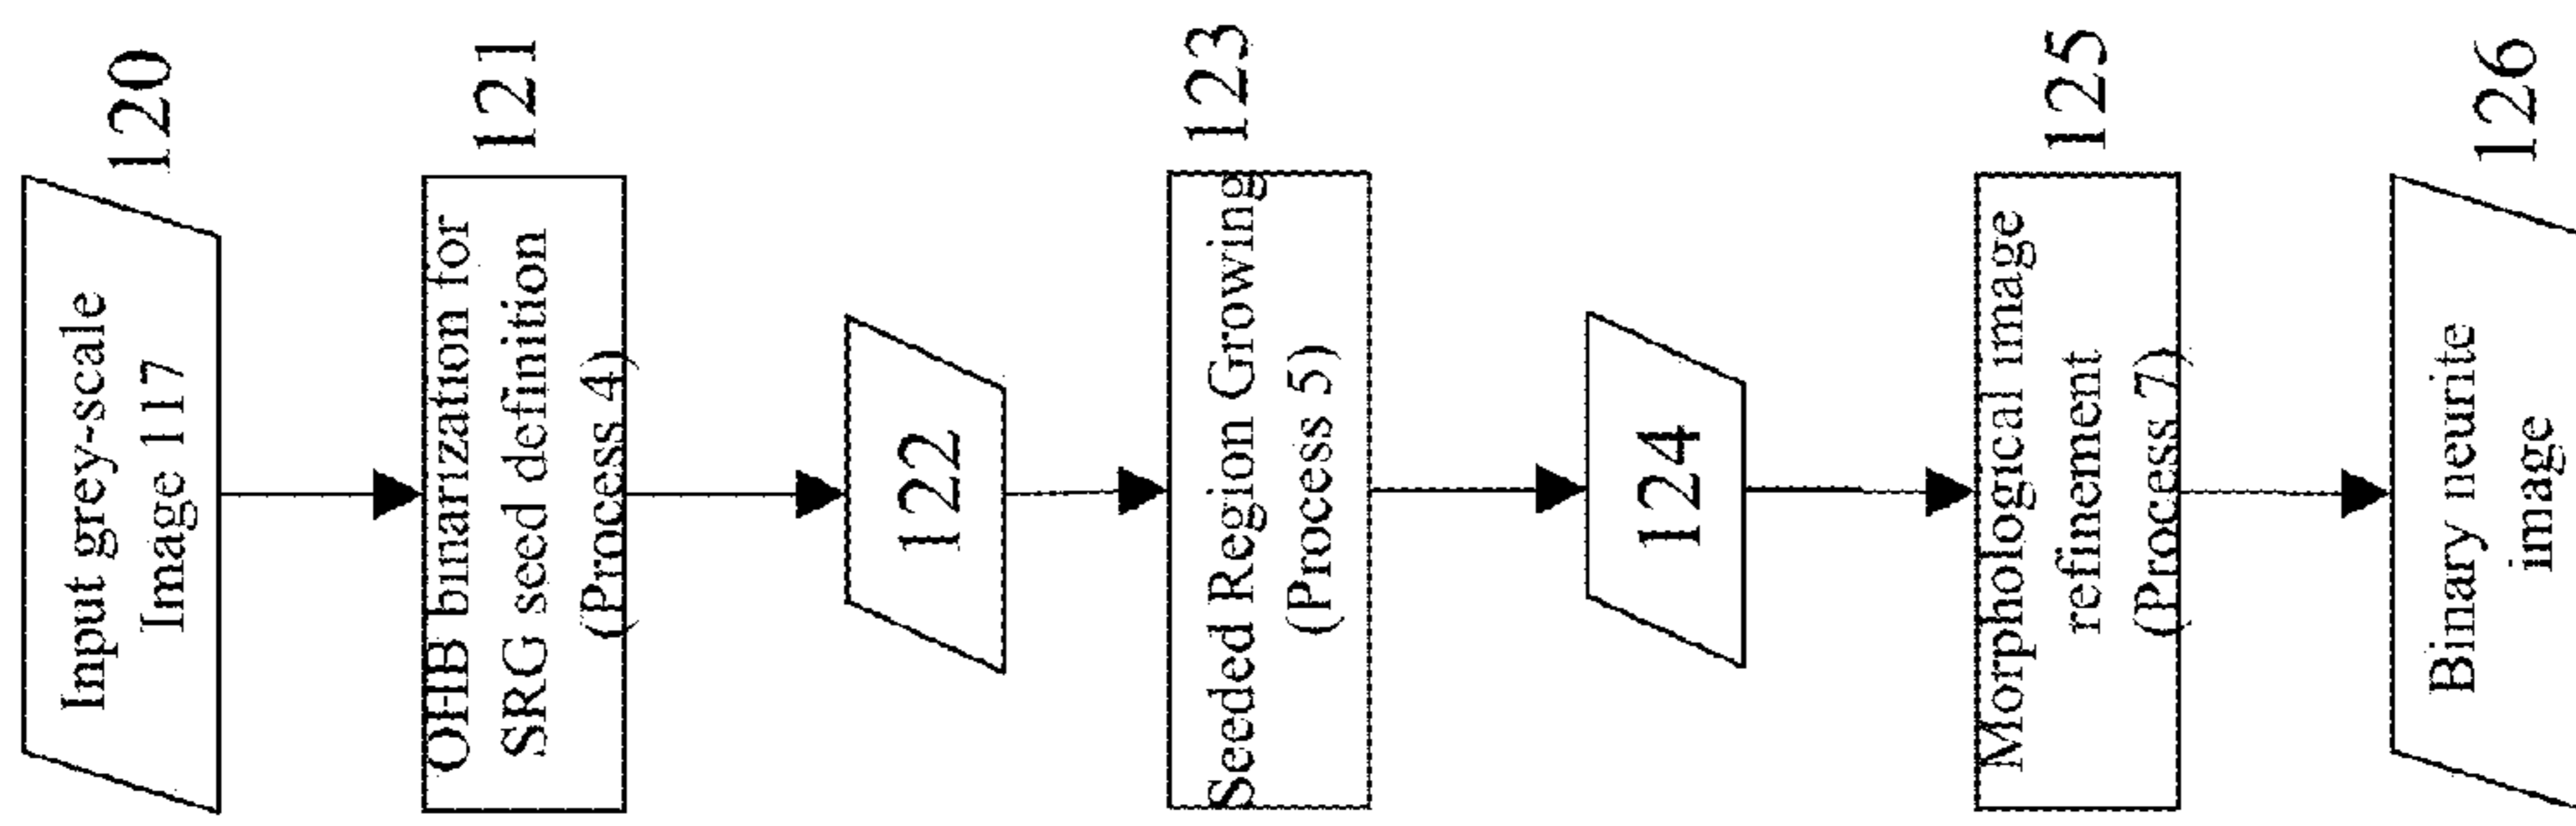 Input grey-scale
Image 117
120
OHB binarization for
SRG seed definition
(Process 4)
121
122
Seeded Region Growing
(Process 5)
123
124
Morphological image
refinement
(Process 7)
125
Binary neurite
image
126